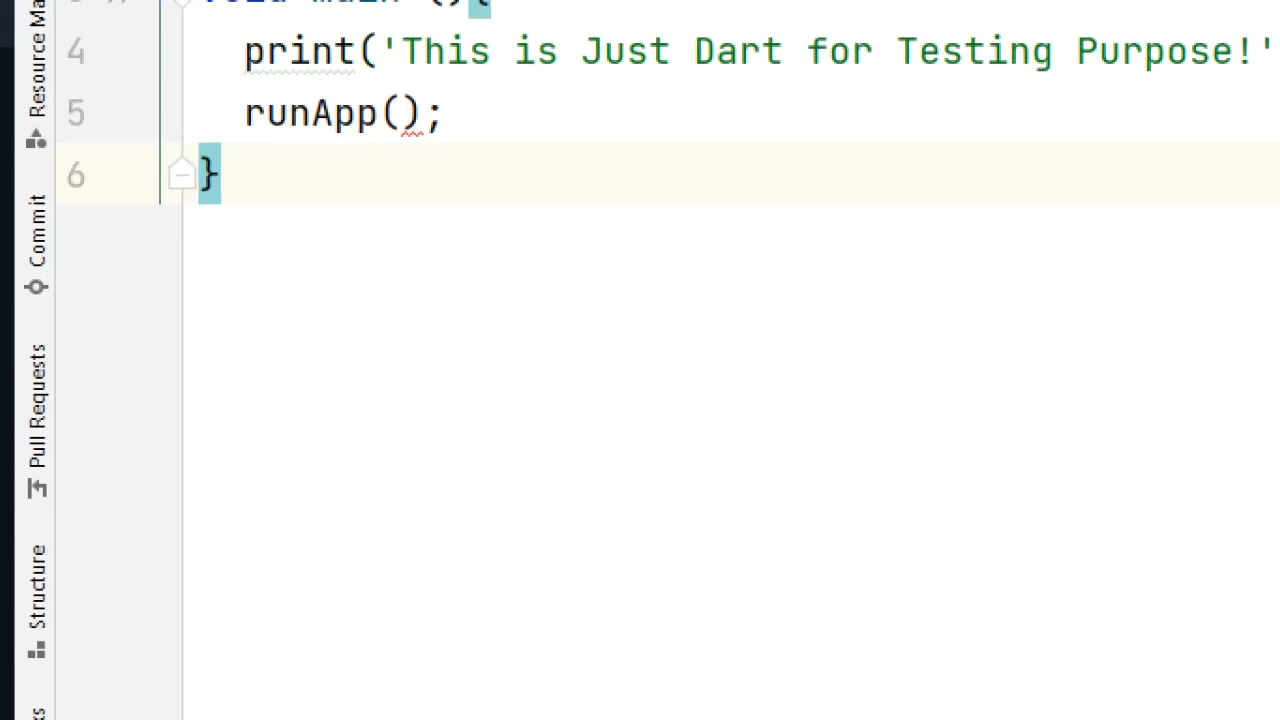 4 print('This is Just Dart for Testing Purpose!'
5 runApp();
6 }
Resource Ma
Commit
Pull Requests
Structure